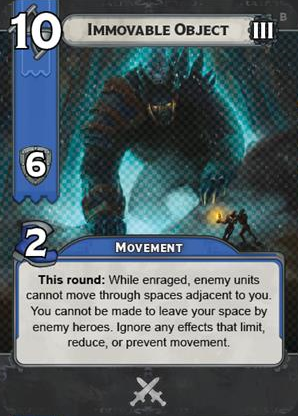 10
IMMOVABLE OBJECT
III
B
6
2
MOVEMENT
This round: While enraged, enemy units
cannot move through spaces adjacent to you.
You cannot be made to leave your space by
enemy heroes. Ignore any effects that limit,
reduce, or prevent movement.